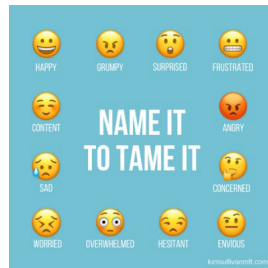 HAPPY GRUMPY SURPRISED FRUSTRATED
CONTENT ANGRY
NAME IT
TO TAME IT
SAD CONCERNED
WORRIED OVERWHELMED HESITANT ENVIOUS
kimsullivanmft.com